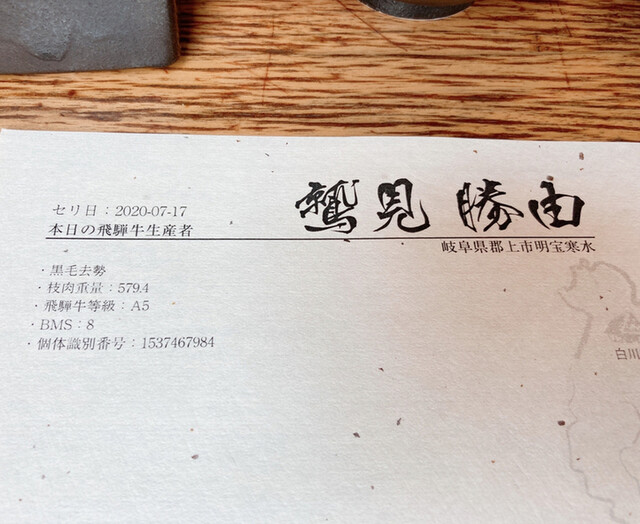 セリ日：2020-07-17
本日の飛騨牛生産者
鷲見 勝由
岐阜県郡上市明宝寒水
・黒毛去勢
・枝肉重量：579.4
・飛騨牛等級：A5
・BMS：8
・個体識別番号：1537467984
白川